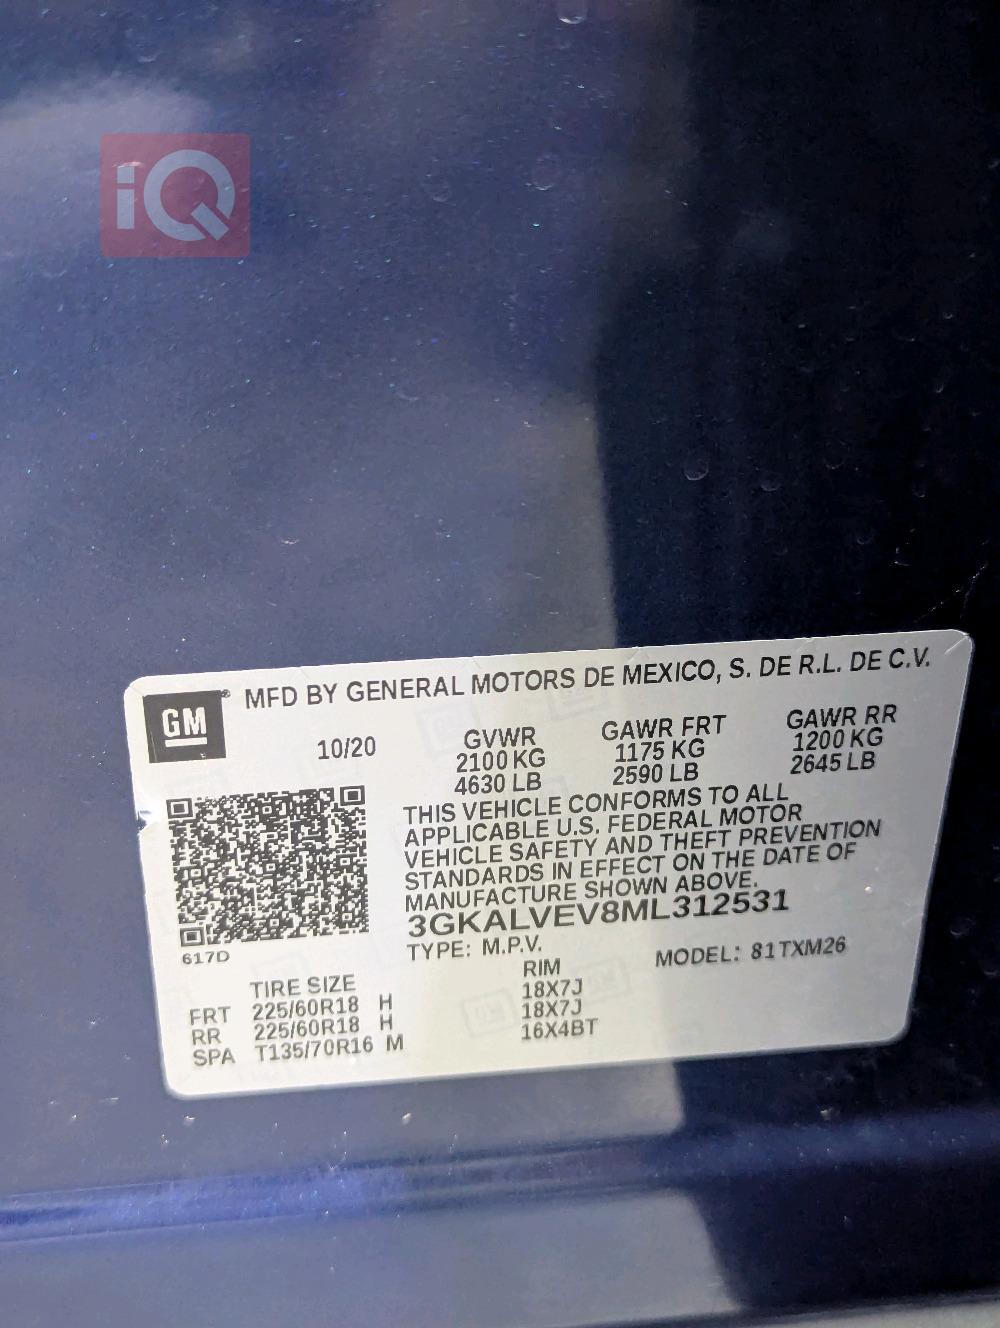 iQ
GM ® MFD BY GENERAL MOTORS DE MEXICO, S. DE R.L. DE C.V.
10/20
GVWR
2100 KG
4630 LB
GAWR FRT
1175 KG
2590 LB
GAWR RR
1200 KG
2645 LB
THIS VEHICLE CONFORMS TO ALL
APPLICABLE U.S. FEDERAL MOTOR
VEHICLE SAFETY AND THEFT PREVENTION
STANDARDS IN EFFECT ON THE DATE OF
MANUFACTURE SHOWN ABOVE.
3GKALVEV8ML312531
617D
TYPE: M.P.V. MODEL: 81TXM26
TIRE SIZE RIM
FRT 225/60R18 H 18X7J
RR 225/60R18 H 18X7J
SPA T135/70R16 M 16X4BT